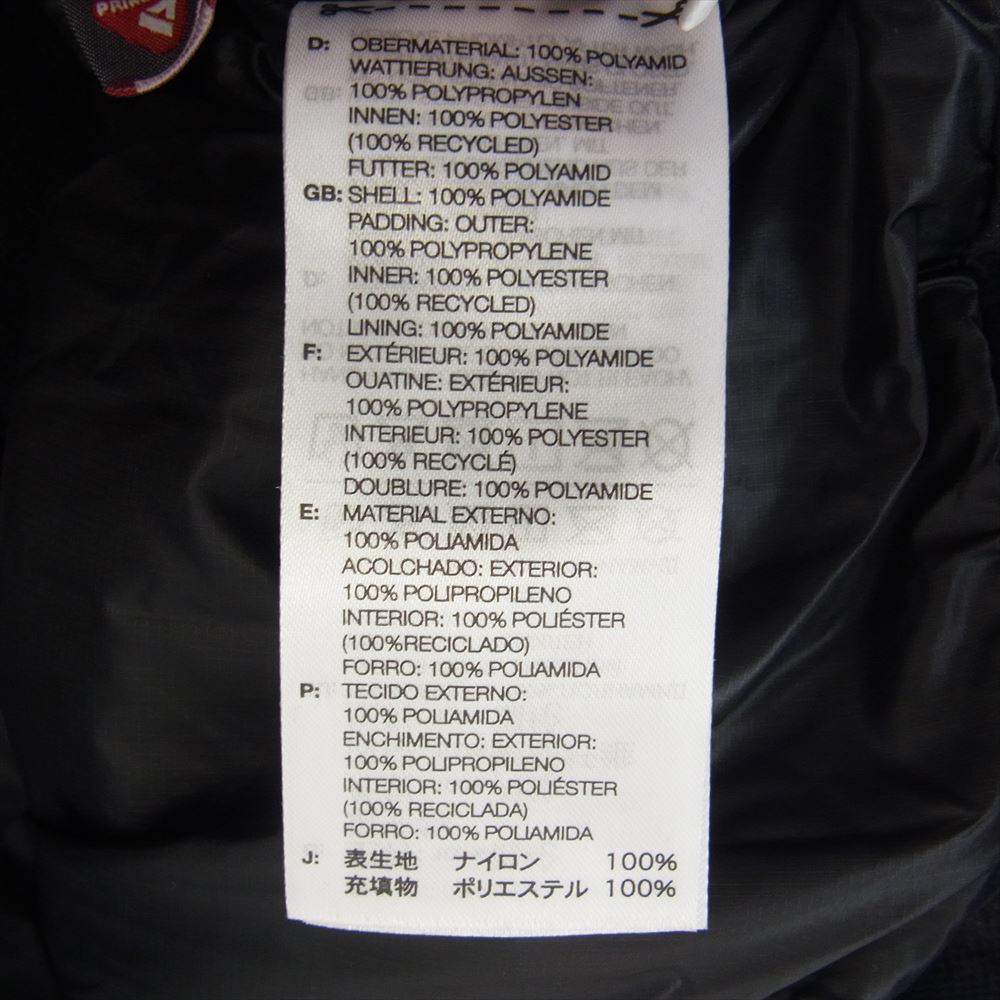 PRIM
D: OBERMATERIAL: 100% POLYAMID
WATTIERUNG: AUSSEN:
100% POLYPROPYLEN
INNEN: 100% POLYESTER
(100% RECYCLED)
FUTTER: 100% POLYAMID
GB: SHELL: 100% POLYAMIDE
PADDING: OUTER:
100% POLYPROPYLENE
INNER: 100% POLYESTER
(100% RECYCLED)
LINING: 100% POLYAMIDE
F: EXTÉRIEUR: 100% POLYAMIDE
OUATINE: EXTÉRIEUR:
100% POLYPROPYLENE
INTERIEUR: 100% POLYESTER
(100% RECYCLÉ)
DOUBLURE: 100% POLYAMIDE
E: MATERIAL EXTERNO:
100% POLIAMIDA
ACOLCHADO: EXTERIOR:
100% POLIPROPILENO
INTERIOR: 100% POLIÉSTER
(100%RECICLADO)
FORRO: 100% POLIAMIDA
P: TECIDO EXTERNO:
100% POLIAMIDA
ENCHIMENTO: EXTERIOR:
100% POLIPROPILENO
INTERIOR: 100% POLIÉSTER
(100% RECICLADA)
FORRO: 100% POLIAMIDA
J: 表生地 ナイロン 100%
充填物 ポリエステル 100%